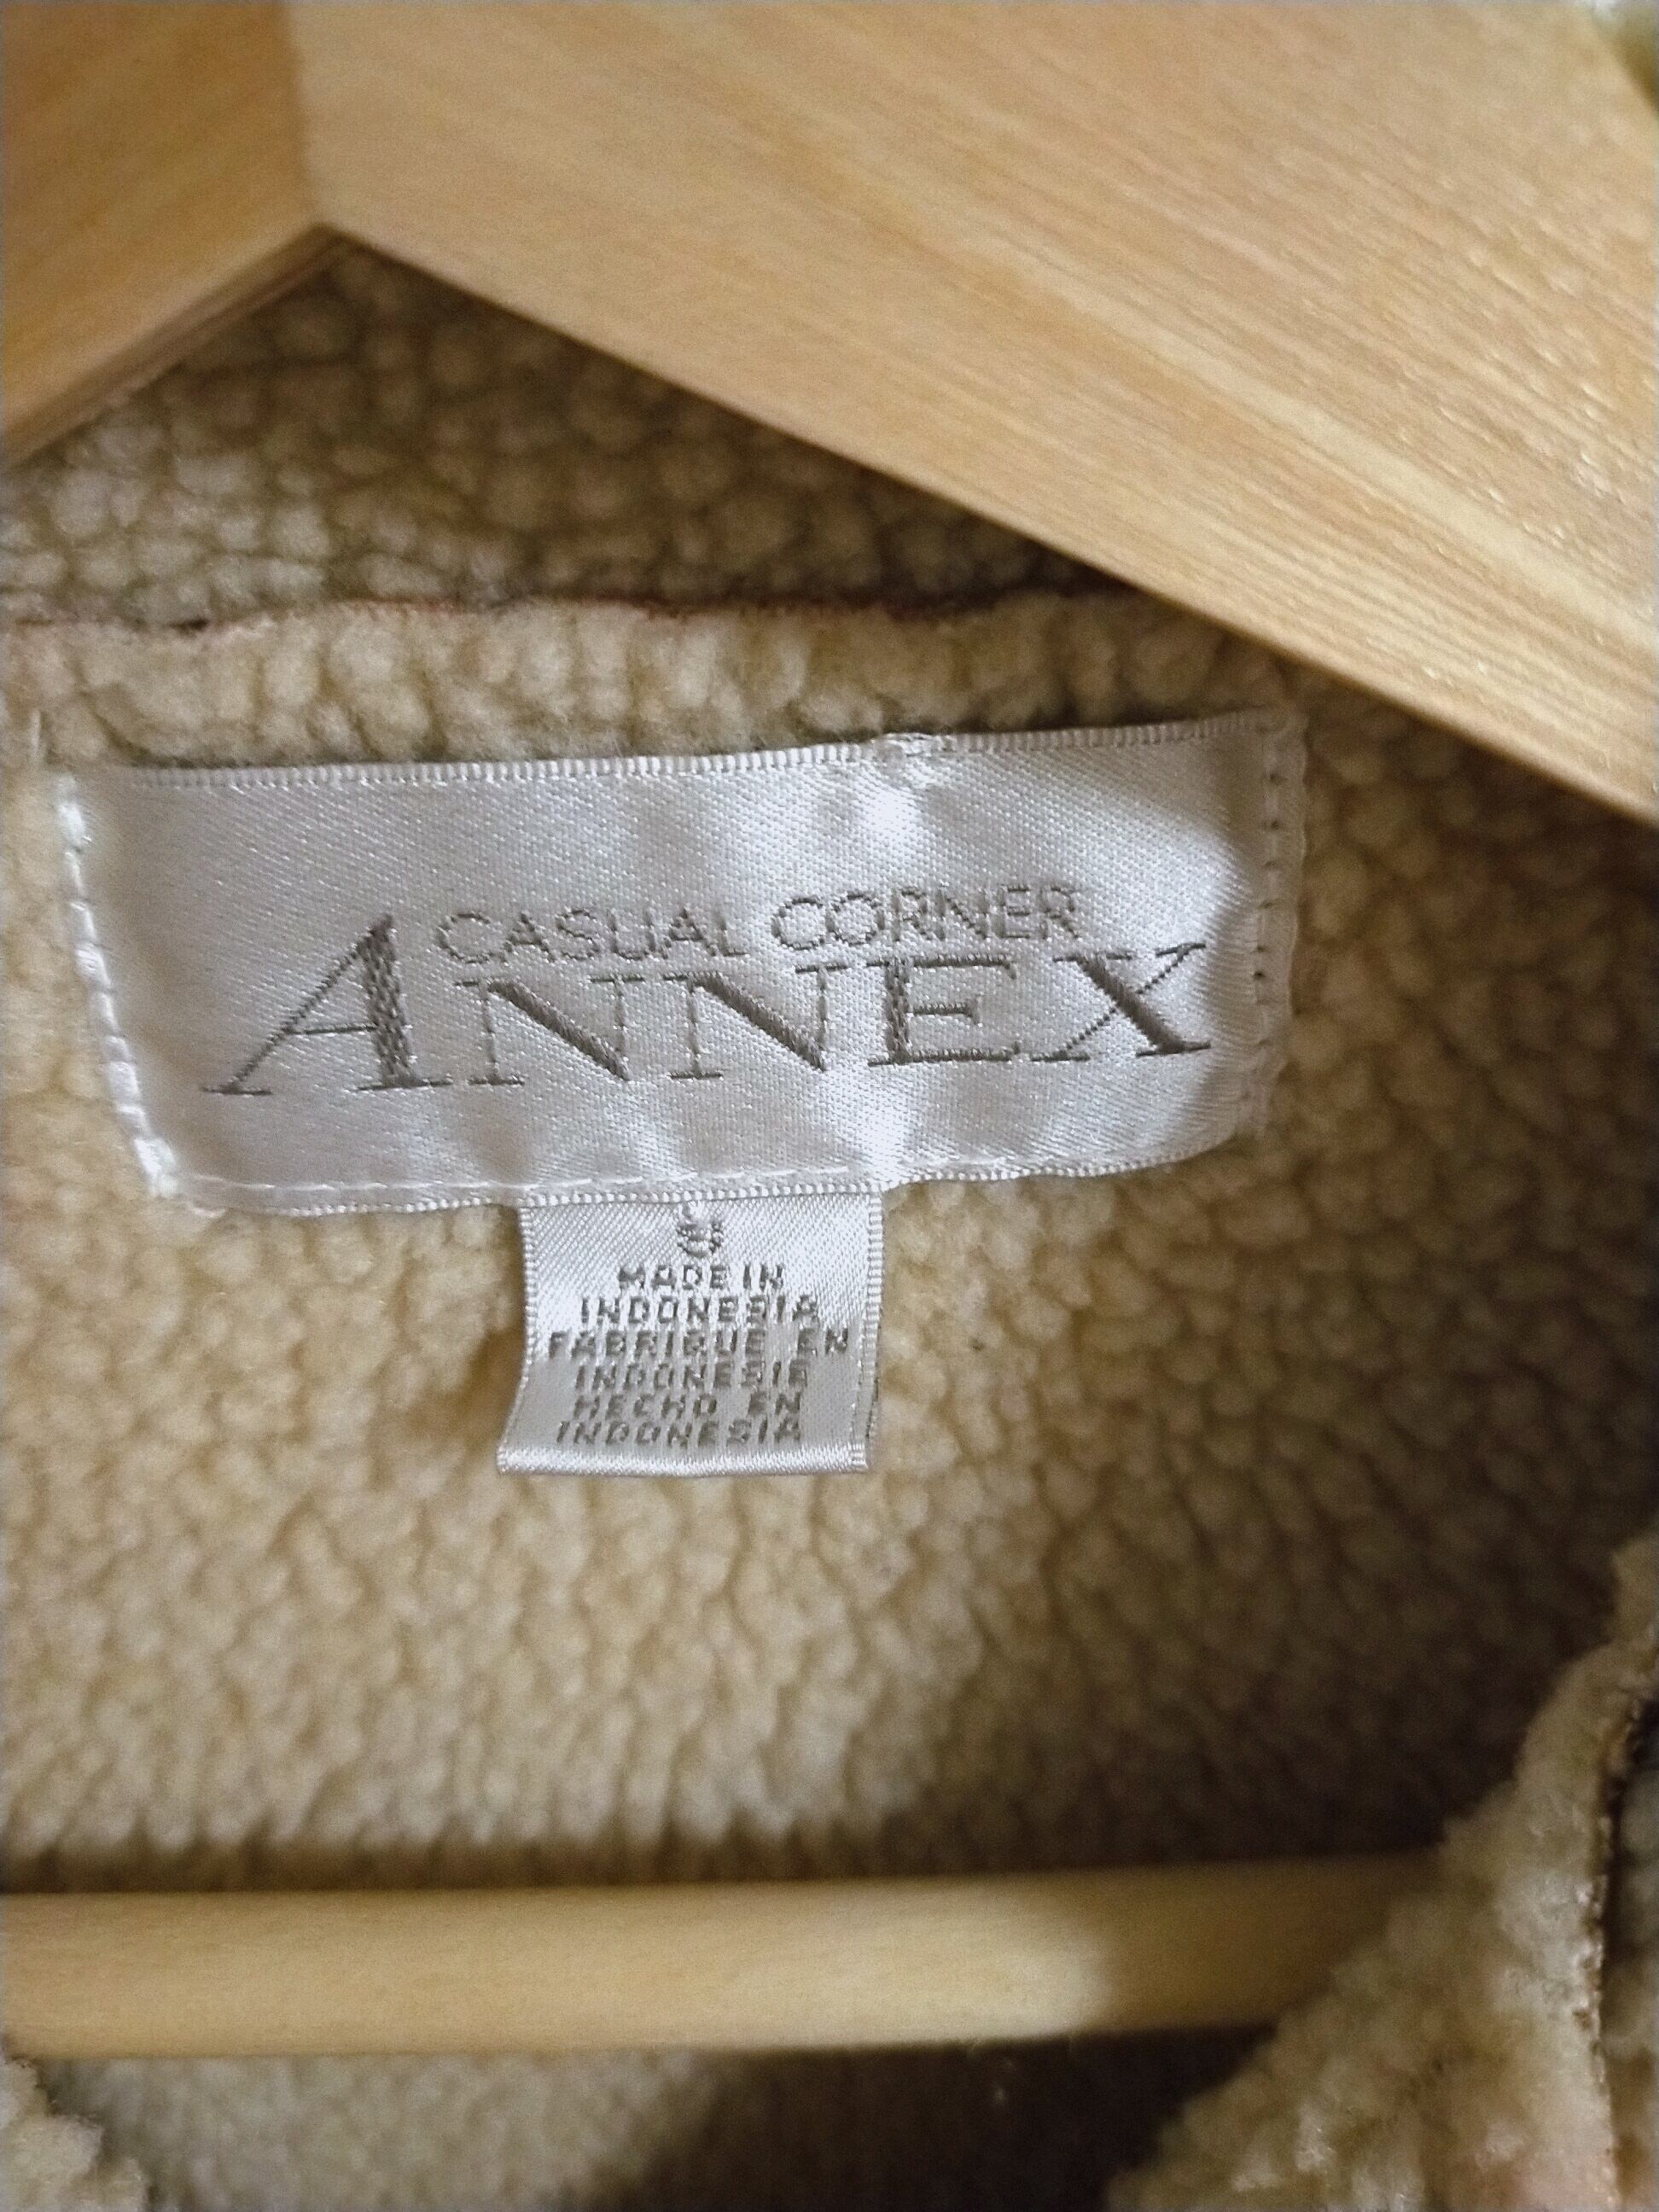 CASUAL CORNER
ANNEX
MADE IN
INDONESIA
FABRIQUE EN
INDONESIE
HECHO EN
INDONESIA